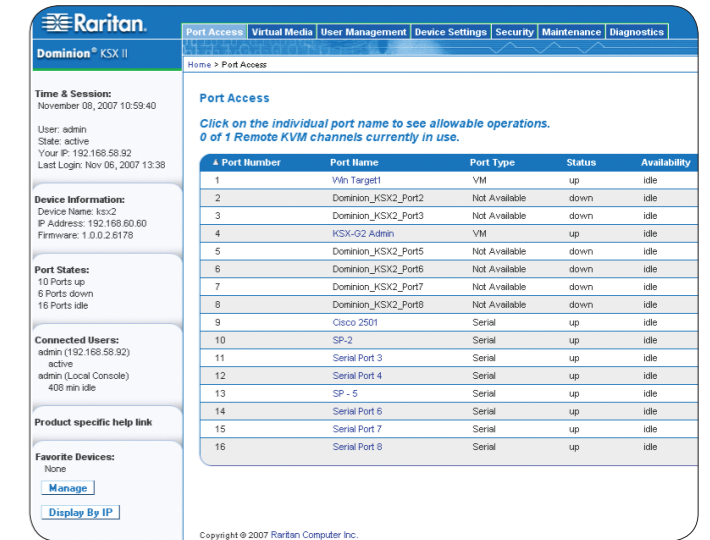 Raritan.
Dominion® KSX II
Port Access Virtual Media User Management Device Settings Security Maintenance Diagnostics
Home > Port Access
Time & Session:
November 08, 2007 10:59:40
User: admin
State: active
Your IP: 192.168.58.92
Last Login: Nov 06, 2007 13:38
Device Information:
Device Name: ksx2
IP Address: 192.168.60.60
Firmware: 1.0.0.2.6178
Port States:
10 Ports up
6 Ports down
16 Ports idle
Connected Users:
admin (192.168.58.92)
active
admin (Local Console)
408 min idle
Product specific help link
Favorite Devices:
None
Manage
Display By IP
Port Access
Click on the individual port name to see allowable operations.
0 of 1 Remote KVM channels currently in use.
▲ Port Number Port Name Port Type Status Availability
1 Win Target1 VM up idle
2 Dominion_KSX2_Port2 Not Available down idle
3 Dominion_KSX2_Port3 Not Available down idle
4 KSX-G2 Admin VM up idle
5 Dominion_KSX2_Port5 Not Available down idle
6 Dominion_KSX2_Port6 Not Available down idle
7 Dominion_KSX2_Port7 Not Available down idle
8 Dominion_KSX2_Port8 Not Available down idle
9 Cisco 2501 Serial up idle
10 SP-2 Serial up idle
11 Serial Port 3 Serial up idle
12 Serial Port 4 Serial up idle
13 SP - 5 Serial up idle
14 Serial Port 6 Serial up idle
15 Serial Port 7 Serial up idle
16 Serial Port 8 Serial up idle
Copyright © 2007 Raritan Computer Inc.